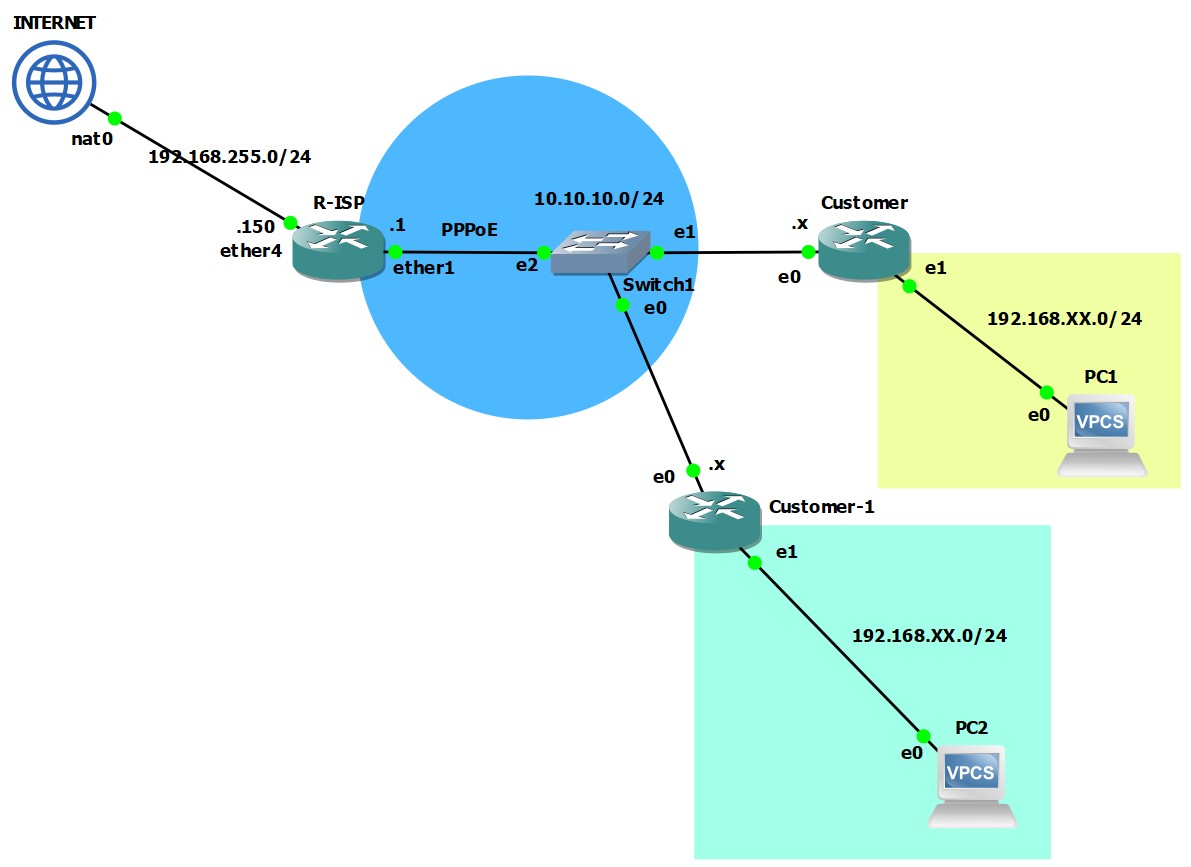 INTERNET
nat0
192.168.255.0/24
R-ISP
.150
ether4
.1
ether1
PPPoE
10.10.10.0/24
e2
e1
Switch1
e0
Customer
.x
e0
e1
192.168.XX.0/24
PC1
e0
VPCS
e0
.x
Customer-1
e1
192.168.XX.0/24
PC2
e0
VPCS